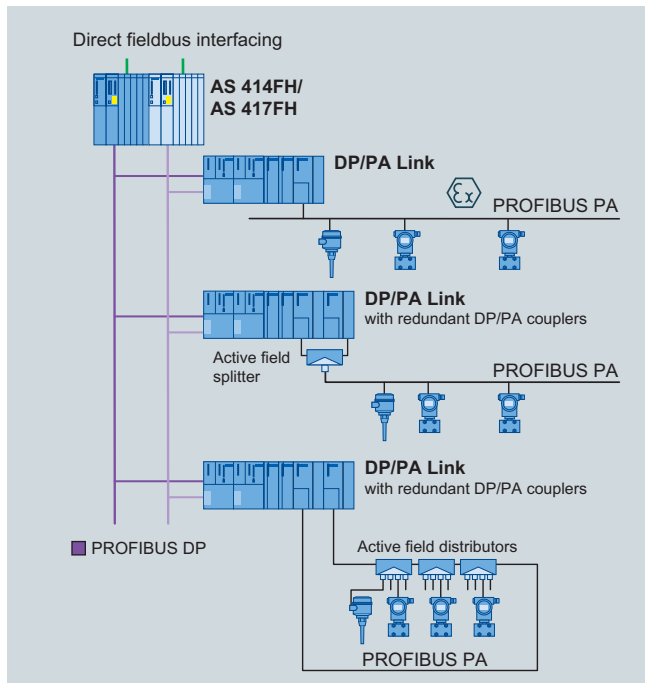 Direct fieldbus interfacing
AS 414FH/
AS 417FH
DP/PA Link
Ex
PROFIBUS PA
DP/PA Link
with redundant DP/PA couplers
Active field
splitter
PROFIBUS PA
DP/PA Link
with redundant DP/PA couplers
PROFIBUS DP
Active field distributors
PROFIBUS PA